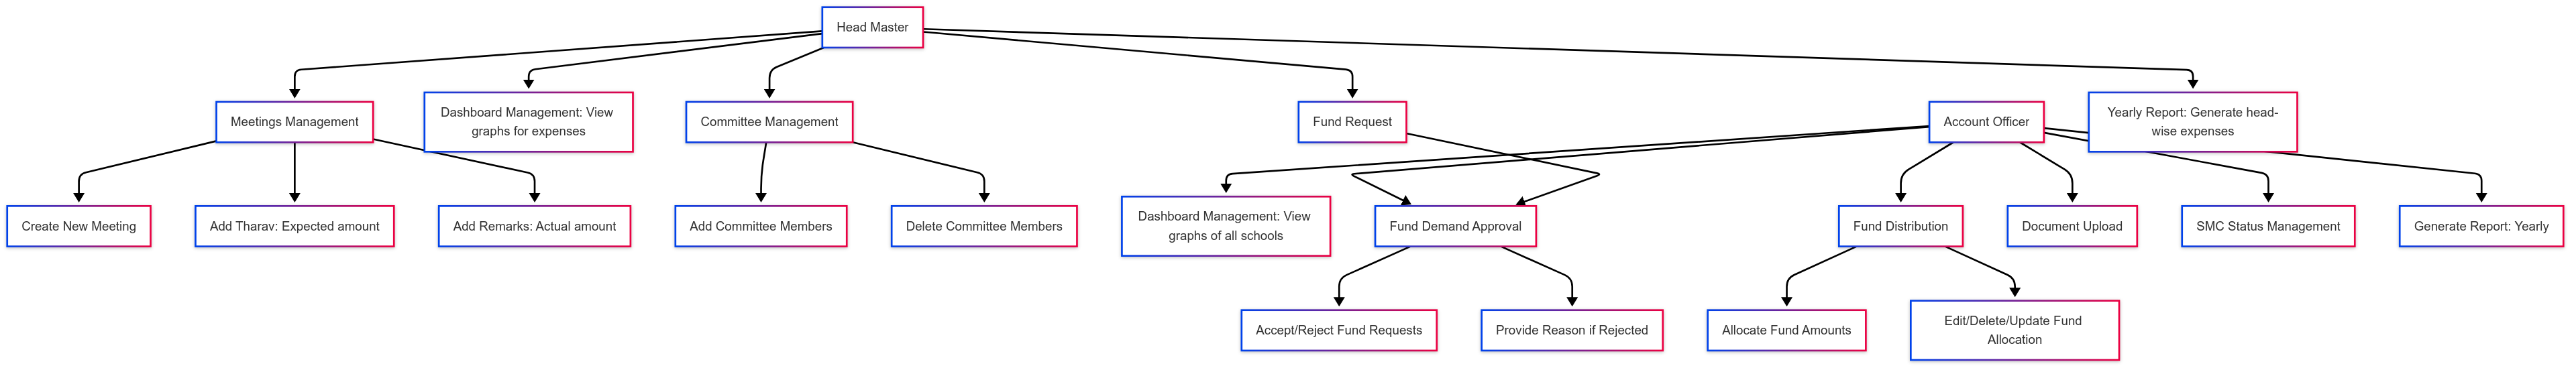 Head Master
Meetings Management
Dashboard Management: View
graphs for expenses
Committee Management
Fund Request
Account Officer
Yearly Report: Generate head-
wise expenses
Create New Meeting
Add Tharav: Expected amount
Add Remarks: Actual amount
Add Committee Members
Delete Committee Members
Dashboard Management: View
graphs of all schools
Fund Demand Approval
Fund Distribution
Document Upload
SMC Status Management
Generate Report: Yearly
Accept/Reject Fund Requests
Provide Reason if Rejected
Allocate Fund Amounts
Edit/Delete/Update Fund
Allocation